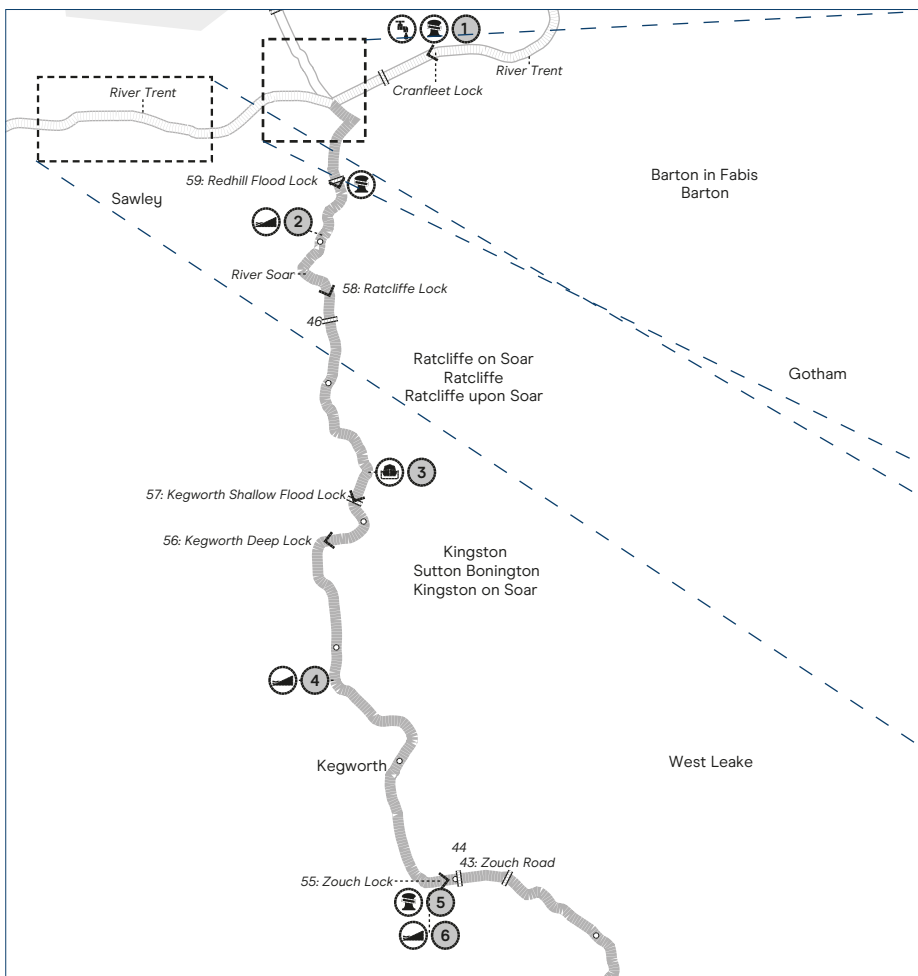 1
River Trent
Cranfleet Lock
River Trent
59: Redhill Flood Lock
Barton in Fabis
Barton
Sawley
2
River Soar
58: Ratcliffe Lock
46
Ratcliffe on Soar
Ratcliffe
Ratcliffe upon Soar
Gotham
3
57: Kegworth Shallow Flood Lock
56: Kegworth Deep Lock
Kingston
Sutton Bonington
Kingston on Soar
4
Kegworth
West Leake
44
43: Zouch Road
55: Zouch Lock
5
6